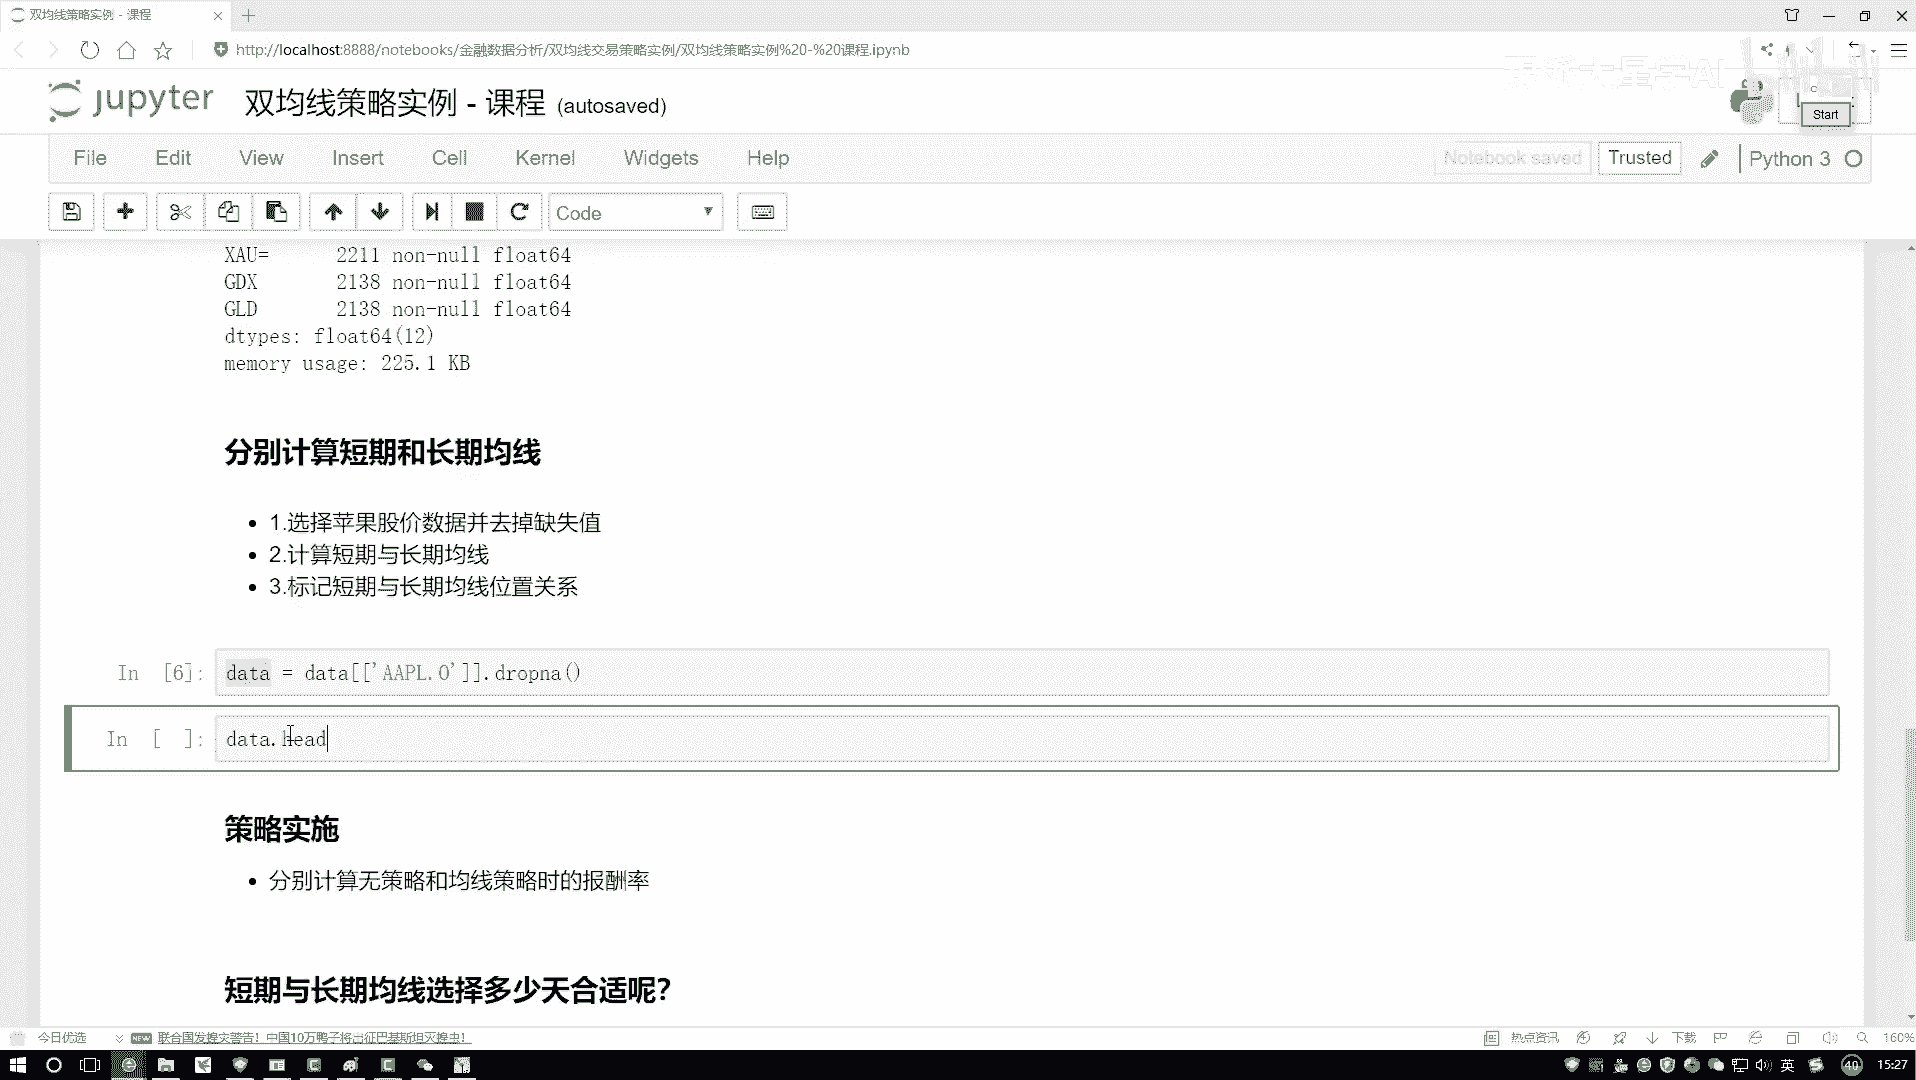 双均线策略实例 - 课程
http://localhost:8888/notebooks/金融数据分析/双均线交易策略实例/双均线策略实例%20-%20课程.ipynb
jupyter 双均线策略实例 - 课程 (autosaved)
Start
File Edit View Insert Cell Kernel Widgets Help
Notebook saved Trusted Python 3
Code
XAU= 2211 non-null float64
GDX 2138 non-null float64
GLD 2138 non-null float64
dtypes: float64(12)
memory usage: 225.1 KB
分别计算短期和长期均线
1.选择苹果股价数据并去掉缺失值
2.计算短期与长期均线
3.标记短期与长期均线位置关系
In [6]: data = data[['AAPL.O']].dropna()
In [ ]: data.head
策略实施
分别计算无策略和均线策略时的报酬率
短期与长期均线选择多少天合适呢？
今日优选 NEW 联合国发蝗灾警告！中国10万鸭子将出征巴基斯坦灭蝗虫！ 热点资讯 下载 160%
英 40 15:27